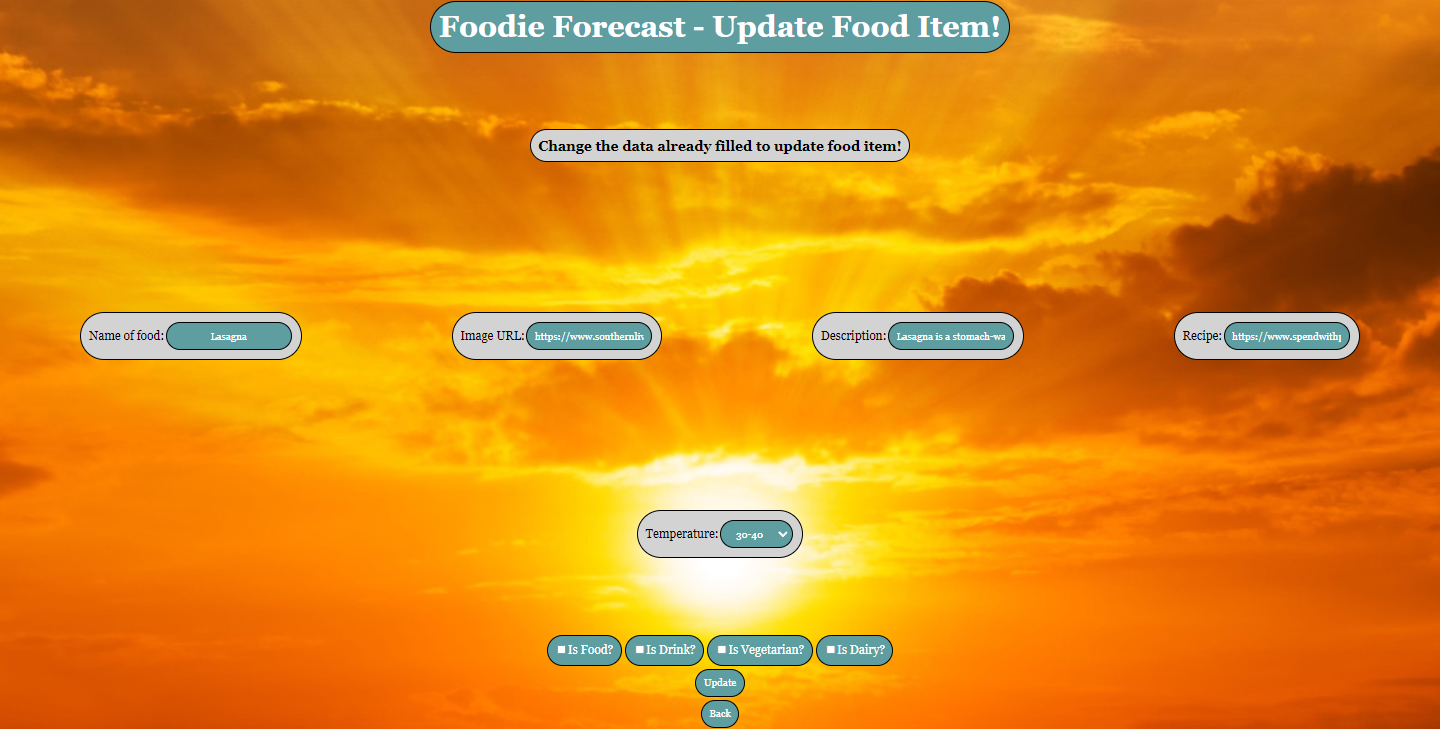 Foodie Forecast - Update Food Item!
Change the data already filled to update food item!
Name of food: Lasagna
Image URL: https://www.southernliv
Description: Lasagna is a stomach-wa
Recipe: https://www.spendwithp
Temperature: 30-40
Is Food? Is Drink? Is Vegetarian? Is Dairy?
Update
Back